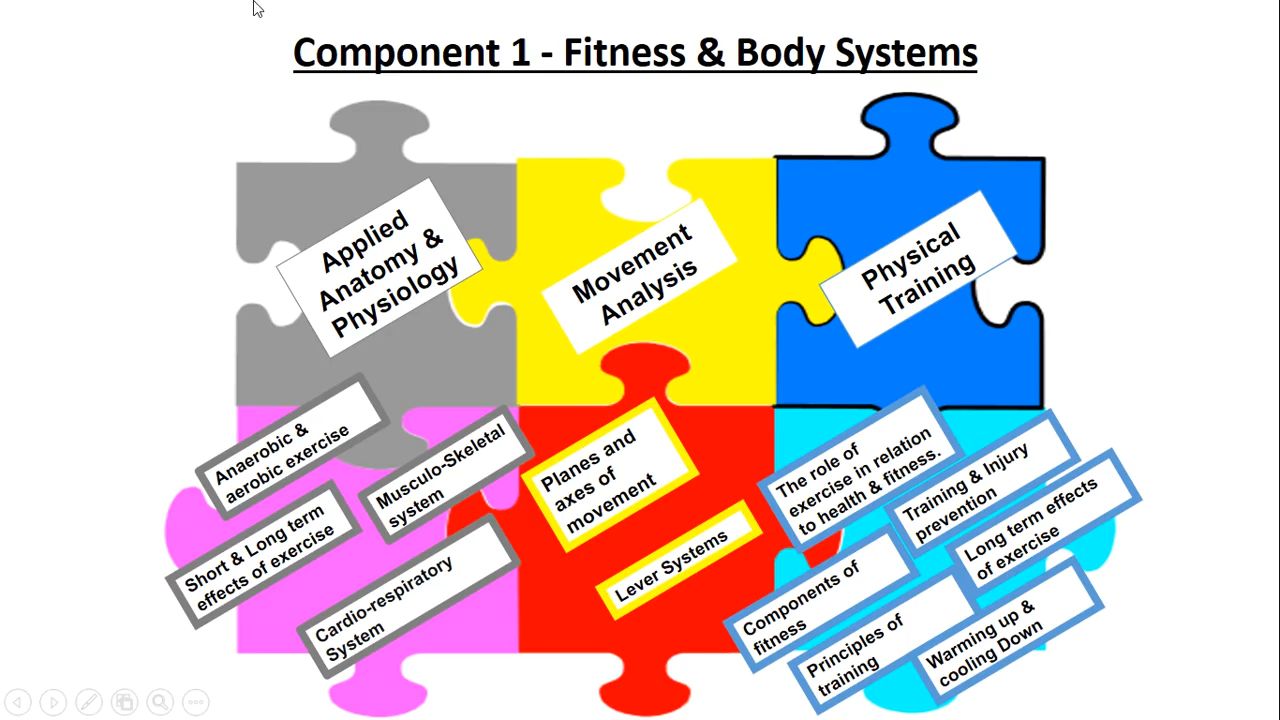 Component 1 - Fitness & Body Systems
Applied
Anatomy &
Physiology
Movement
Analysis
Physical
Training
Anaerobic &
aerobic exercise
Musculo-Skeletal
system
Short & Long term
effects of exercise
Cardio-respiratory
System
Planes and
axes of
movement
Lever Systems
The role of
exercise in relation
to health & fitness.
Training & Injury
prevention
Long term effects
of exercise
Components of
fitness
Principles of
training
Warming up &
cooling Down